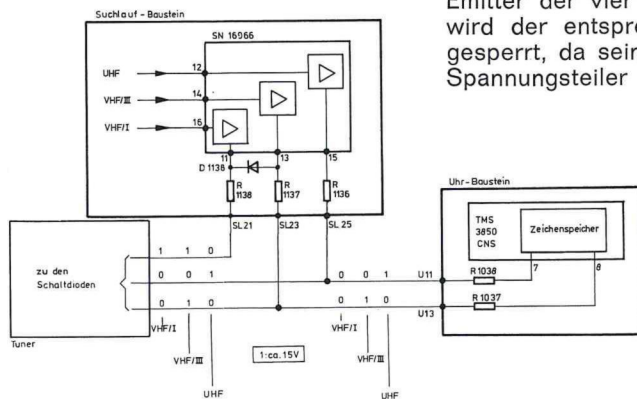 Emitter der vier
wird der entspre
gesperrt, da sein
Spannungsteiler
Suchlauf - Baustein
SN 16966
UHF
12
VHF/III
14
VHF/I
16
11
13
15
D 1138
R 1138
R 1137
R 1136
SL21
SL23
SL 25
Uhr-Baustein
TMS 3850 CNS
Zeichenspeicher
7
8
R 1038
R 1037
U11
U13
zu den
Schaltdioden
Tuner
1 1 0
0 0 1
0 1 0
0 0 1
0 1 0
VHF/I
VHF/III
UHF
1:ca.15V
VHF/I
VHF/III
UHF